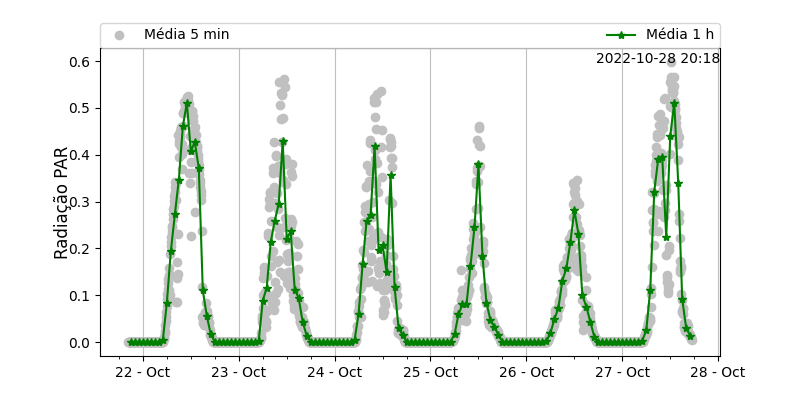 Média 5 min
Média 1 h
2022-10-28 20:18
Radiação PAR
0.6
0.5
0.4
0.3
0.2
0.1
0.0
22 - Oct
23 - Oct
24 - Oct
25 - Oct
26 - Oct
27 - Oct
28 - Oct